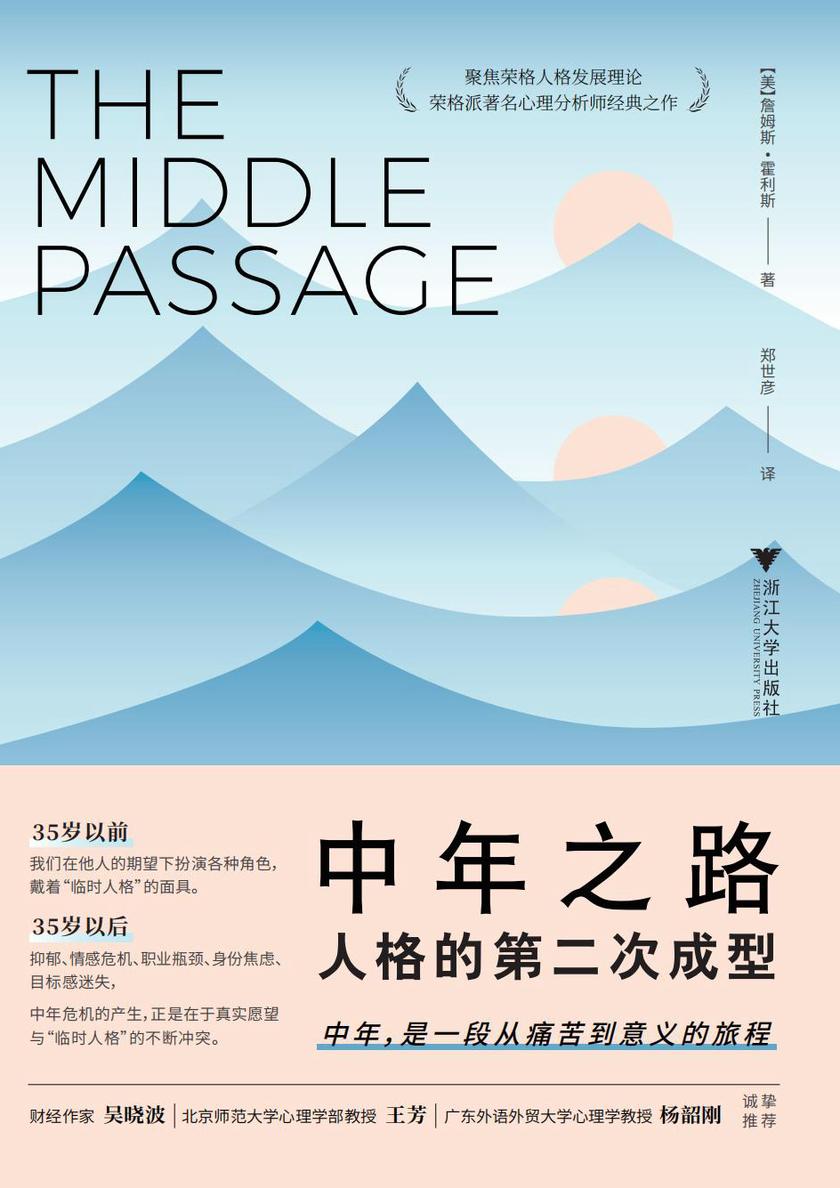 THE
MIDDLE
PASSAGE
聚焦荣格人格发展理论
荣格派著名心理分析师经典之作
【美】詹姆斯·霍利斯——著
郑世彦——译
浙江大学出版社
ZHEJIANG UNIVERSITY PRESS
35岁以前
我们在他人的期望下扮演各种角色，
戴着“临时人格”的面具。
35岁以后
抑郁、情感危机、职业瓶颈、身份焦虑、
目标感迷失，
中年危机的产生，正是在于真实愿望
与“临时人格”的不断冲突。
中年之路
人格的第二次成型
中年，是一段从痛苦到意义的旅程
财经作家 吴晓波｜北京师范大学心理学部教授 王芳｜广东外语外贸大学心理学教授 杨韶刚
诚挚
推荐